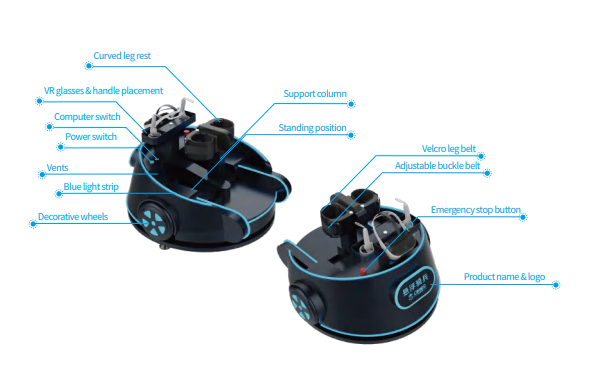 Curved leg rest
VR glasses & handle placement
Computer switch
Power switch
Vents
Blue light strip
Decorative wheels
Support column
Standing position
Velcro leg belt
Adjustable buckle belt
Emergency stop button
Product name & logo